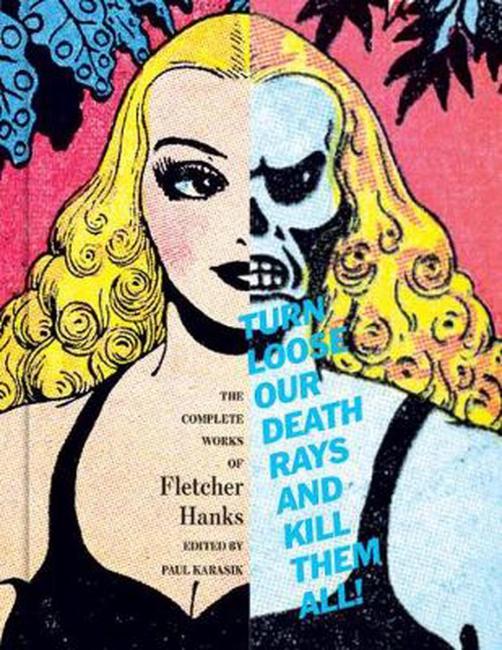 THE
COMPLETE
WORKS
OF
Fletcher
Hanks
EDITED BY
PAUL KARASIK
TURN
LOOSE
OUR
DEATH
RAYS
AND
KILL
THEM
ALL!